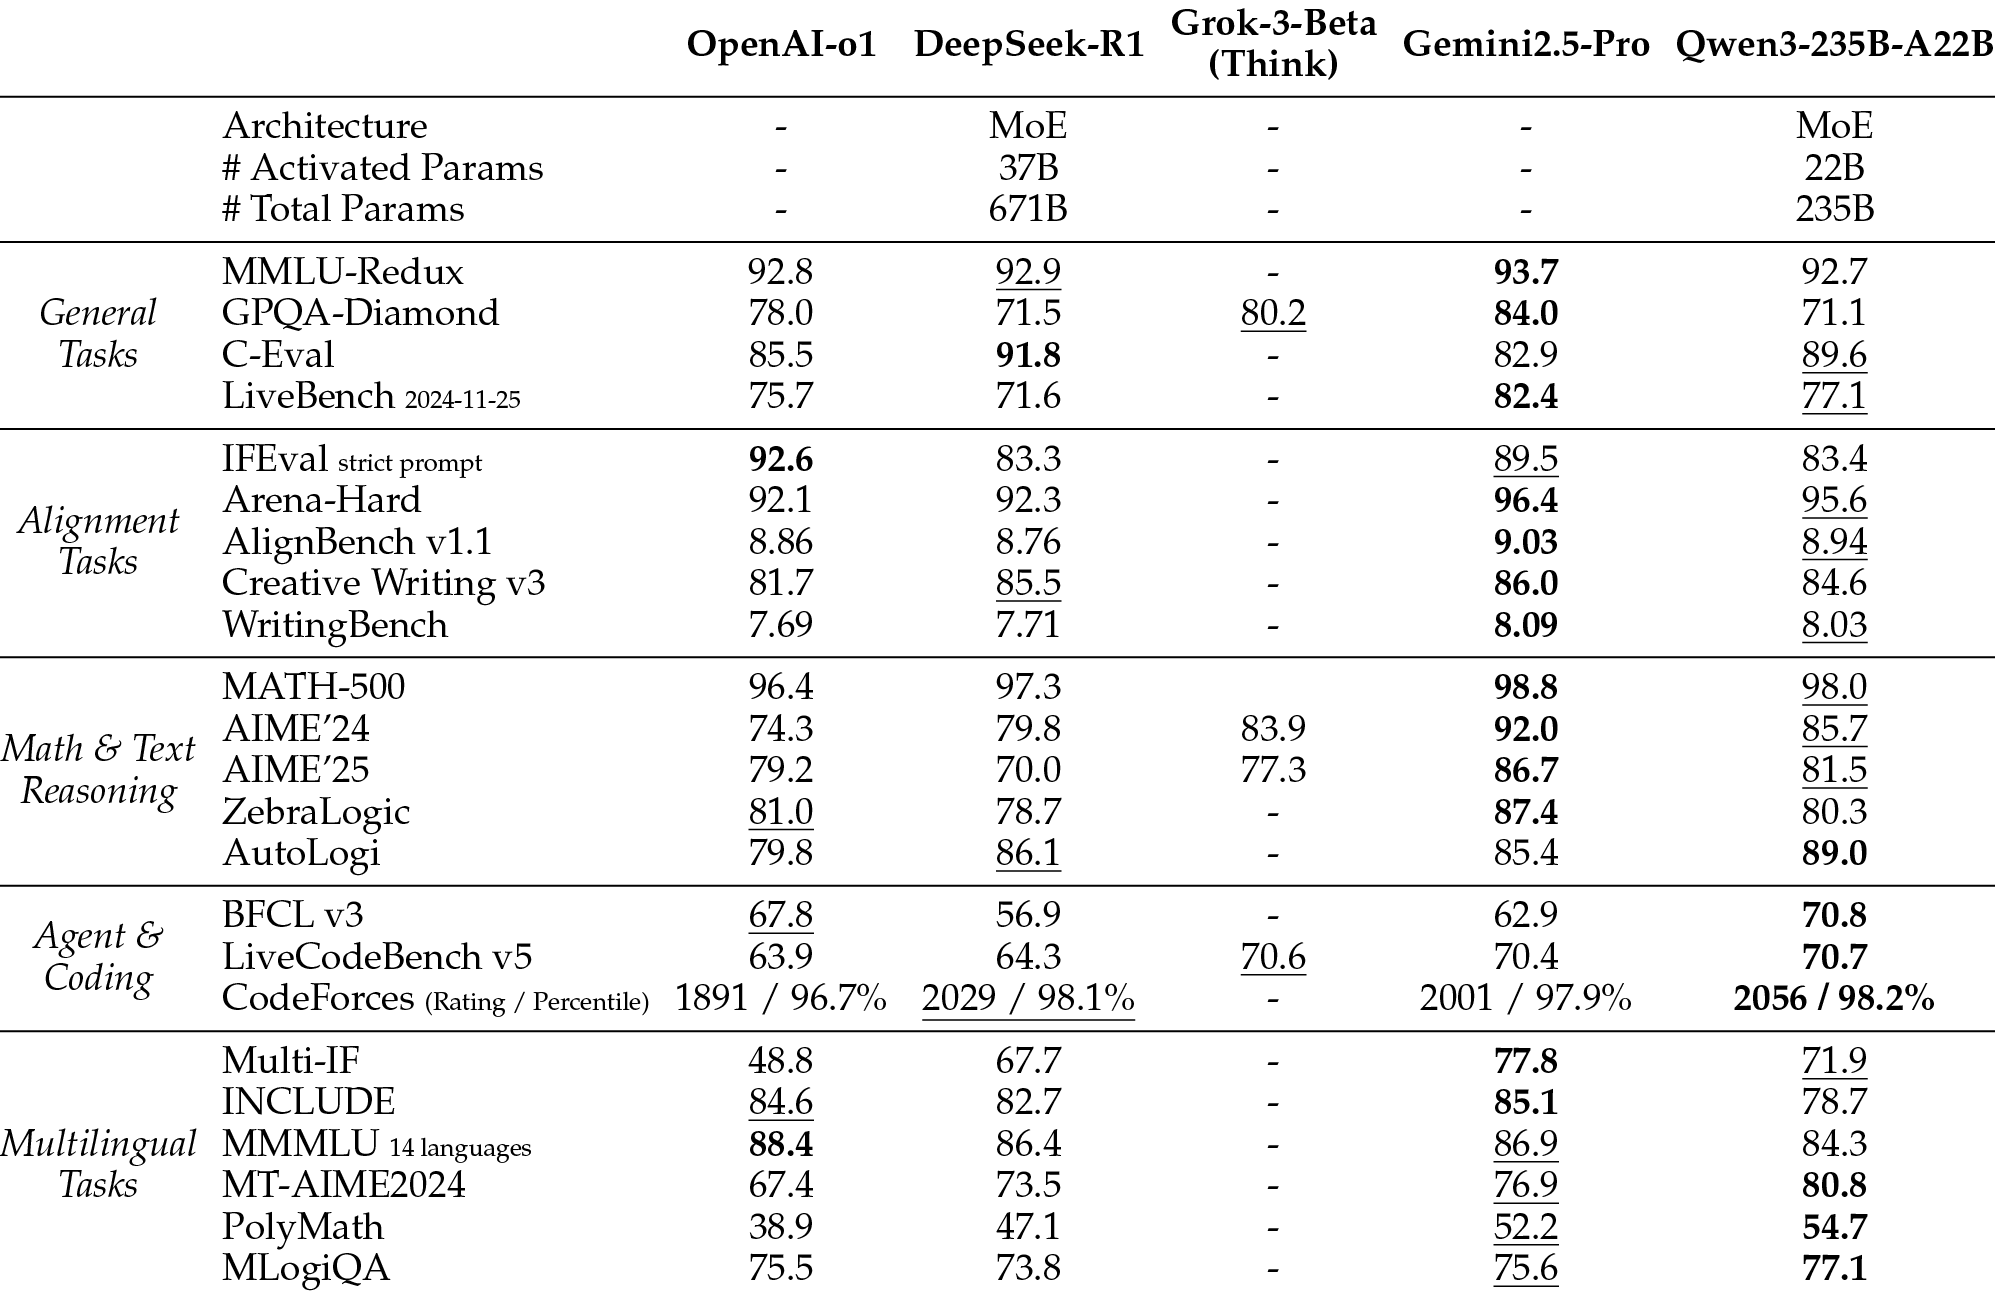 OpenAI-o1 DeepSeek-R1 Grok-3-Beta (Think) Gemini2.5-Pro Qwen3-235B-A22B
Architecture - MoE - - MoE
# Activated Params - 37B - - 22B
# Total Params - 671B - - 235B
General Tasks
MMLU-Redux 92.8 92.9 - 93.7 92.7
GPQA-Diamond 78.0 71.5 80.2 84.0 71.1
C-Eval 85.5 91.8 - 82.9 89.6
LiveBench 2024-11-25 75.7 71.6 - 82.4 77.1
Alignment Tasks
IFEval strict prompt 92.6 83.3 - 89.5 83.4
Arena-Hard 92.1 92.3 - 96.4 95.6
AlignBench v1.1 8.86 8.76 - 9.03 8.94
Creative Writing v3 81.7 85.5 - 86.0 84.6
WritingBench 7.69 7.71 - 8.09 8.03
Math & Text Reasoning
MATH-500 96.4 97.3 98.8 98.0
AIME’24 74.3 79.8 83.9 92.0 85.7
AIME’25 79.2 70.0 77.3 86.7 81.5
ZebraLogic 81.0 78.7 - 87.4 80.3
AutoLogi 79.8 86.1 - 85.4 89.0
Agent & Coding
BFCL v3 67.8 56.9 - 62.9 70.8
LiveCodeBench v5 63.9 64.3 70.6 70.4 70.7
CodeForces (Rating / Percentile) 1891 / 96.7% 2029 / 98.1% - 2001 / 97.9% 2056 / 98.2%
Multilingual Tasks
Multi-IF 48.8 67.7 - 77.8 71.9
INCLUDE 84.6 82.7 - 85.1 78.7
MMMLU 14 languages 88.4 86.4 - 86.9 84.3
MT-AIME2024 67.4 73.5 - 76.9 80.8
PolyMath 38.9 47.1 - 52.2 54.7
MLogiQA 75.5 73.8 - 75.6 77.1